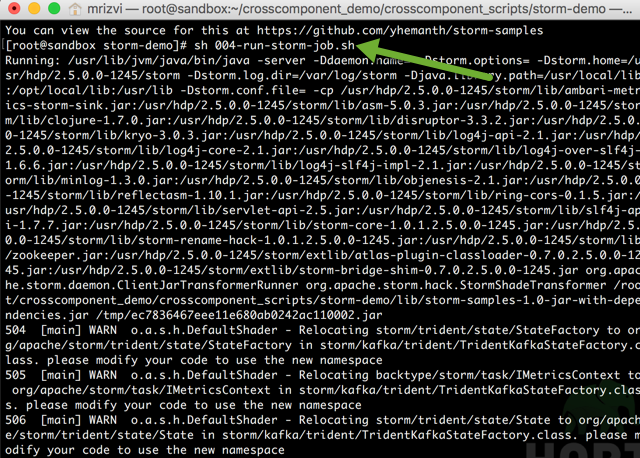 mrizvi — root@sandbox:~/crosscomponent_demo/crosscomponent_scripts/storm-demo — m...
You can view the source for this at https://github.com/yhemanth/storm-samples
[root@sandbox storm-demo]# sh 004-run-storm-job.sh
Running: /usr/lib/jvm/java/bin/java -server -Ddaemon.name= -Dstorm.options= -Dstorm.home=/u
sr/hdp/2.5.0.0-1245/storm -Dstorm.log.dir=/var/log/storm -Djava. y.path=/usr/local/lib
:/opt/local/lib:/usr/lib -Dstorm.conf.file= -cp /usr/hdp/2.5.0.0-1245/storm/lib/ambari-metr
ics-storm-sink.jar:/usr/hdp/2.5.0.0-1245/storm/lib/asm-5.0.3.jar:/usr/hdp/2.5.0.0-1245/stor
m/lib/clojure-1.7.0.jar:/usr/hdp/2.5.0.0-1245/storm/lib/disruptor-3.3.2.jar:/usr/hdp/2.5.0.
0-1245/storm/lib/kryo-3.0.3.jar:/usr/hdp/2.5.0.0-1245/storm/lib/log4j-api-2.1.jar:/usr/hdp/
2.5.0.0-1245/storm/lib/log4j-core-2.1.jar:/usr/hdp/2.5.0.0-1245/storm/lib/log4j-over-slf4j-
1.6.6.jar:/usr/hdp/2.5.0.0-1245/storm/lib/log4j-slf4j-impl-2.1.jar:/usr/hdp/2.5.0.0-1245/st
orm/lib/minlog-1.3.0.jar:/usr/hdp/2.5.0.0-1245/storm/lib/objenesis-2.1.jar:/usr/hdp/2.5.0.0
-1245/storm/lib/reflectasm-1.10.1.jar:/usr/hdp/2.5.0.0-1245/storm/lib/ring-cors-0.1.5.jar:/
usr/hdp/2.5.0.0-1245/storm/lib/servlet-api-2.5.jar:/usr/hdp/2.5.0.0-1245/storm/lib/slf4j-ap
i-1.7.7.jar:/usr/hdp/2.5.0.0-1245/storm/lib/storm-core-1.0.1.2.5.0.0-1245.jar:/usr/hdp/2.5.
0.0-1245/storm/lib/storm-rename-hack-1.0.1.2.5.0.0-1245.jar:/usr/hdp/2.5.0.0-1245/storm/lib
/zookeeper.jar:/usr/hdp/2.5.0.0-1245/storm/extlib/atlas-plugin-classloader-0.7.0.2.5.0.0-12
45.jar:/usr/hdp/2.5.0.0-1245/storm/extlib/storm-bridge-shim-0.7.0.2.5.0.0-1245.jar org.apac
he.storm.daemon.ClientJarTransformerRunner org.apache.storm.hack.StormShadeTransformer /roo
t/crosscomponent_demo/crosscomponent_scripts/storm-demo/lib/storm-samples-1.0-jar-with-depe
ndencies.jar /tmp/ec7836467eee11e680ab0242ac110002.jar
504 [main] WARN o.a.s.h.DefaultShader - Relocating storm/trident/state/StateFactory to or
g/apache/storm/trident/state/StateFactory in storm/kafka/trident/TridentKafkaStateFactory.c
lass. please modify your code to use the new namespace
505 [main] WARN o.a.s.h.DefaultShader - Relocating backtype/storm/task/IMetricsContext to
org/apache/storm/task/IMetricsContext in storm/kafka/trident/TridentKafkaStateFactory.clas
s. please modify your code to use the new namespace
506 [main] WARN o.a.s.h.DefaultShader - Relocating storm/trident/state/State to org/apach
e/storm/trident/state/State in storm/kafka/trident/TridentKafkaStateFactory.class. please m
odify your code to use the new namespace